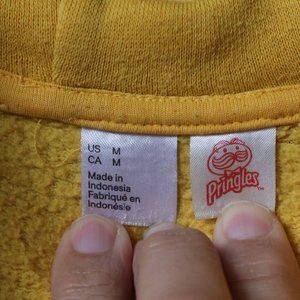 US M
CA M
Made in
Indonesia
Fabriqué en
Indonésie
Pringles